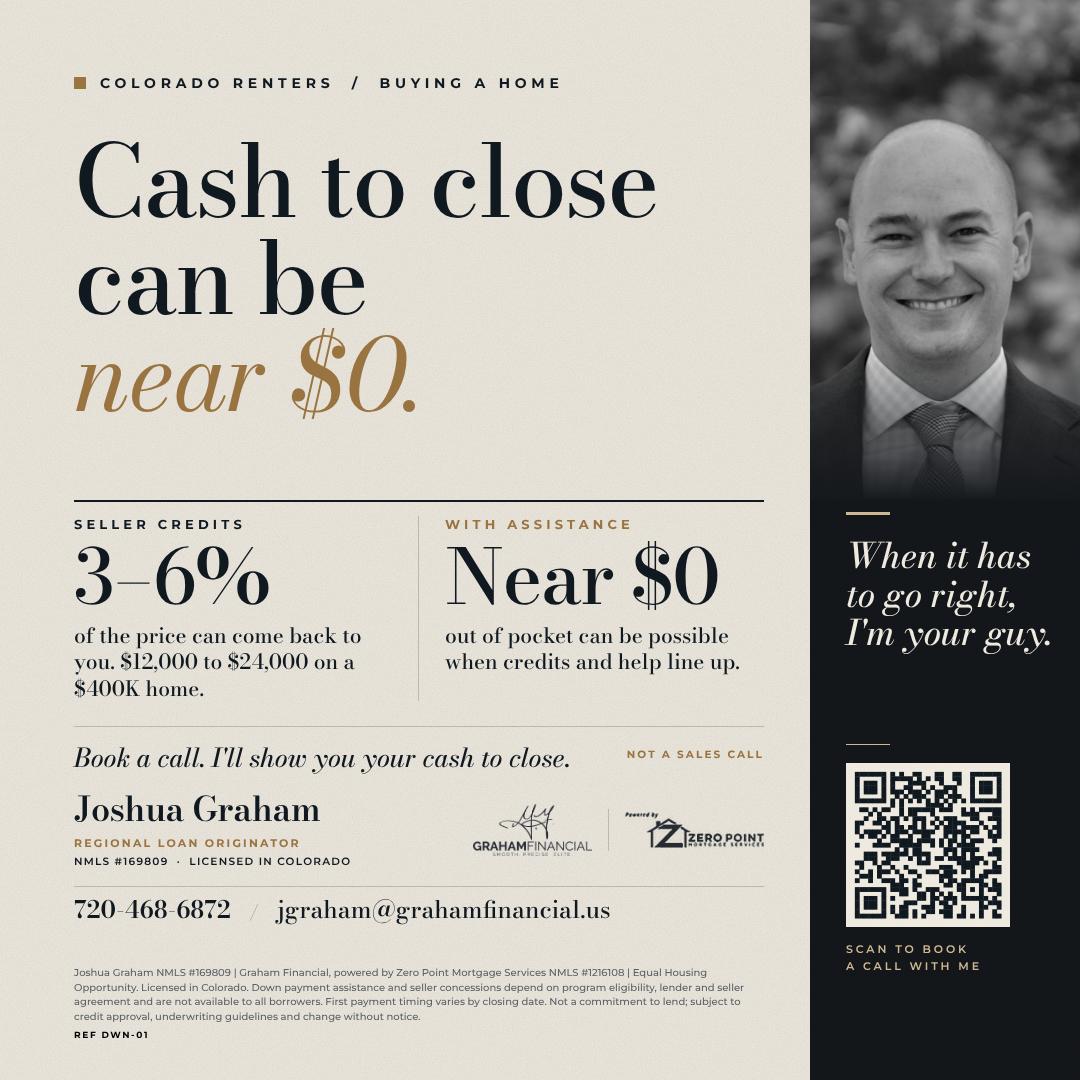 COLORADO RENTERS / BUYING A HOME
Cash to close
can be
near $0.
SELLER CREDITS
3–6%
of the price can come back to
you. $12,000 to $24,000 on a
$400K home.
WITH ASSISTANCE
Near $0
out of pocket can be possible
when credits and help line up.
Book a call. I'll show you your cash to close.
NOT A SALES CALL
Joshua Graham
REGIONAL LOAN ORIGINATOR
NMLS #169809 · LICENSED IN COLORADO
GRAHAMFINANCIAL
SMOOTH. PRECISE. ELITE.
Powered by
ZERO POINT
MORTGAGE SERVICES
720-468-6872 / jgraham@grahamfinancial.us
Joshua Graham NMLS #169809 | Graham Financial, powered by Zero Point Mortgage Services NMLS #1216108 | Equal Housing
Opportunity. Licensed in Colorado. Down payment assistance and seller concessions depend on program eligibility, lender and seller
agreement and are not available to all borrowers. First payment timing varies by closing date. Not a commitment to lend; subject to
credit approval, underwriting guidelines and change without notice.
REF DWN-01
When it has
to go right,
I'm your guy.
SCAN TO BOOK
A CALL WITH ME